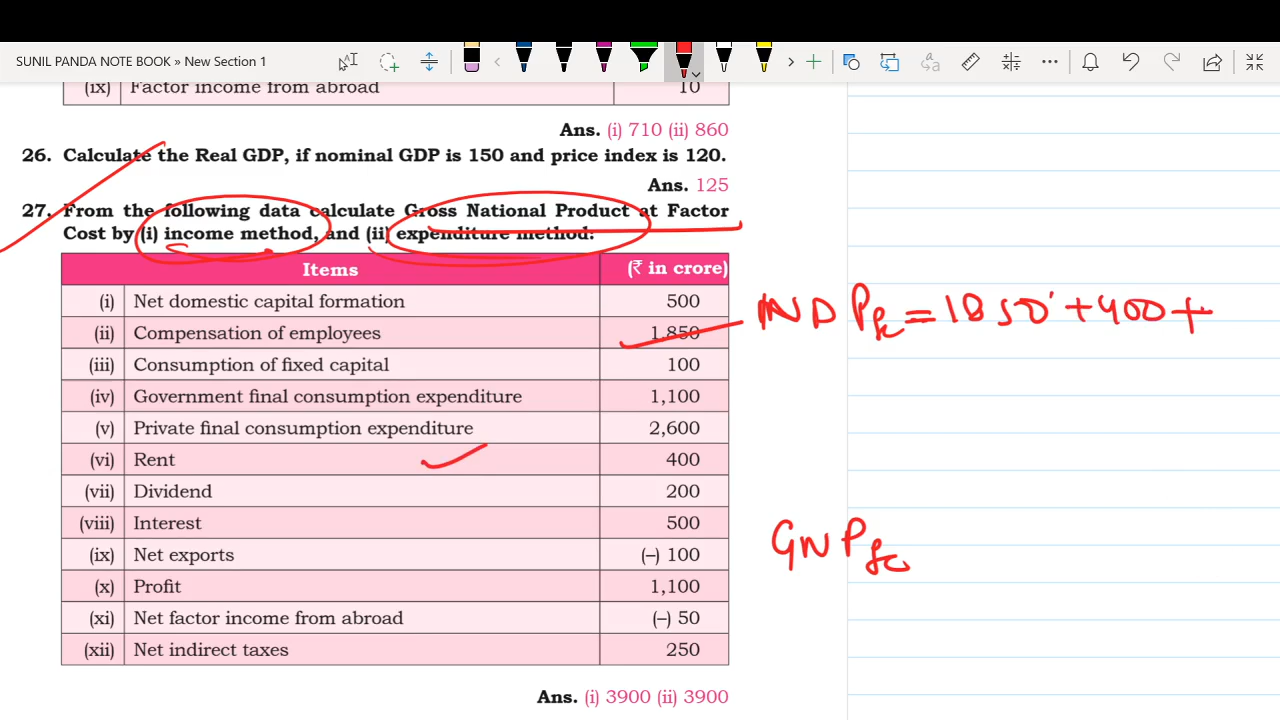 SUNIL PANDA NOTE BOOK » New Section 1
(ix) Factor income from abroad 10
Ans. (i) 710 (ii) 860
26. Calculate the Real GDP, if nominal GDP is 150 and price index is 120.
Ans. 125
27. From the following data calculate Gross National Product at Factor
Cost by (i) income method, and (ii) expenditure method:
Items (₹ in crore)
(i) Net domestic capital formation 500
(ii) Compensation of employees 1,850
(iii) Consumption of fixed capital 100
(iv) Government final consumption expenditure 1,100
(v) Private final consumption expenditure 2,600
(vi) Rent 400
(vii) Dividend 200
(viii) Interest 500
(ix) Net exports (–) 100
(x) Profit 1,100
(xi) Net factor income from abroad (–) 50
(xii) Net indirect taxes 250
Ans. (i) 3900 (ii) 3900
NDPfc = 1850 + 400 +
GNPfc